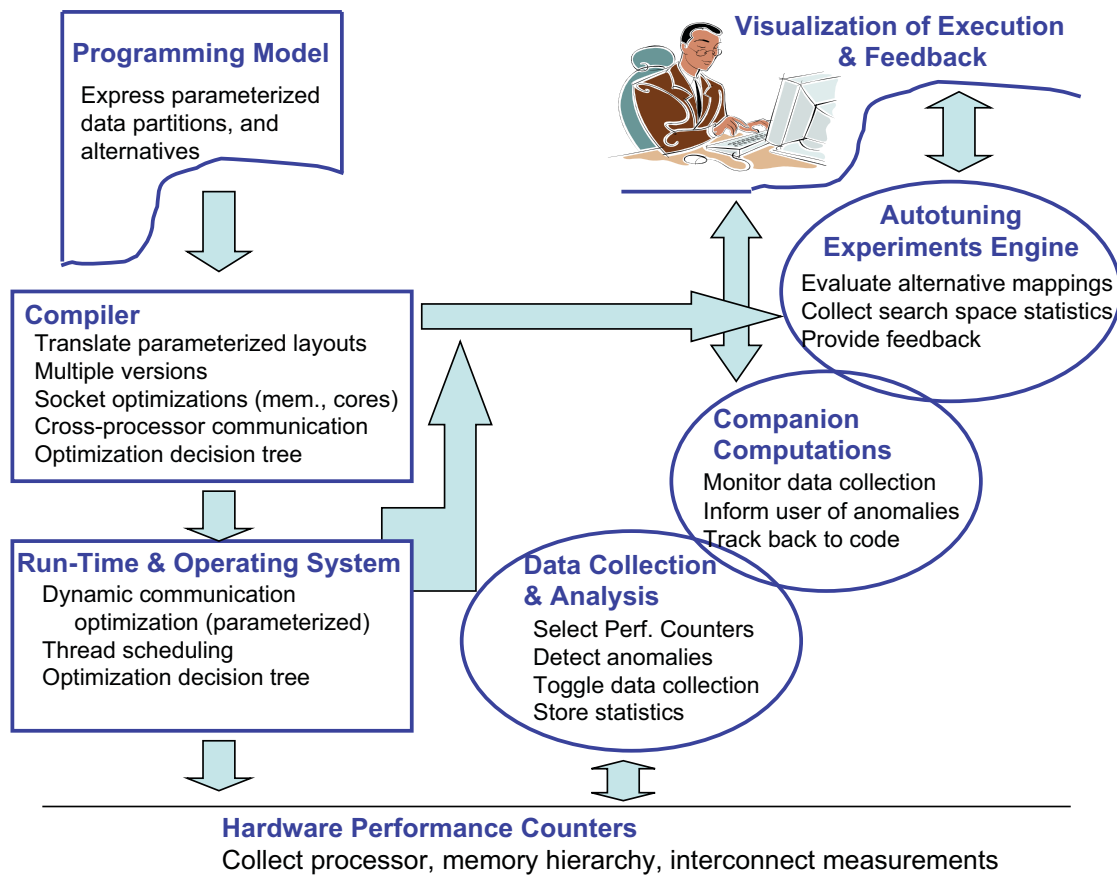 Programming Model
Express parameterized
data partitions, and
alternatives
Visualization of Execution
& Feedback
Autotuning
Experiments Engine
Evaluate alternative mappings
Collect search space statistics
Provide feedback
Compiler
Translate parameterized layouts
Multiple versions
Socket optimizations (mem., cores)
Cross-processor communication
Optimization decision tree
Companion
Computations
Monitor data collection
Inform user of anomalies
Track back to code
Run-Time & Operating System
Dynamic communication
optimization (parameterized)
Thread scheduling
Optimization decision tree
Data Collection
& Analysis
Select Perf. Counters
Detect anomalies
Toggle data collection
Store statistics
Hardware Performance Counters
Collect processor, memory hierarchy, interconnect measurements